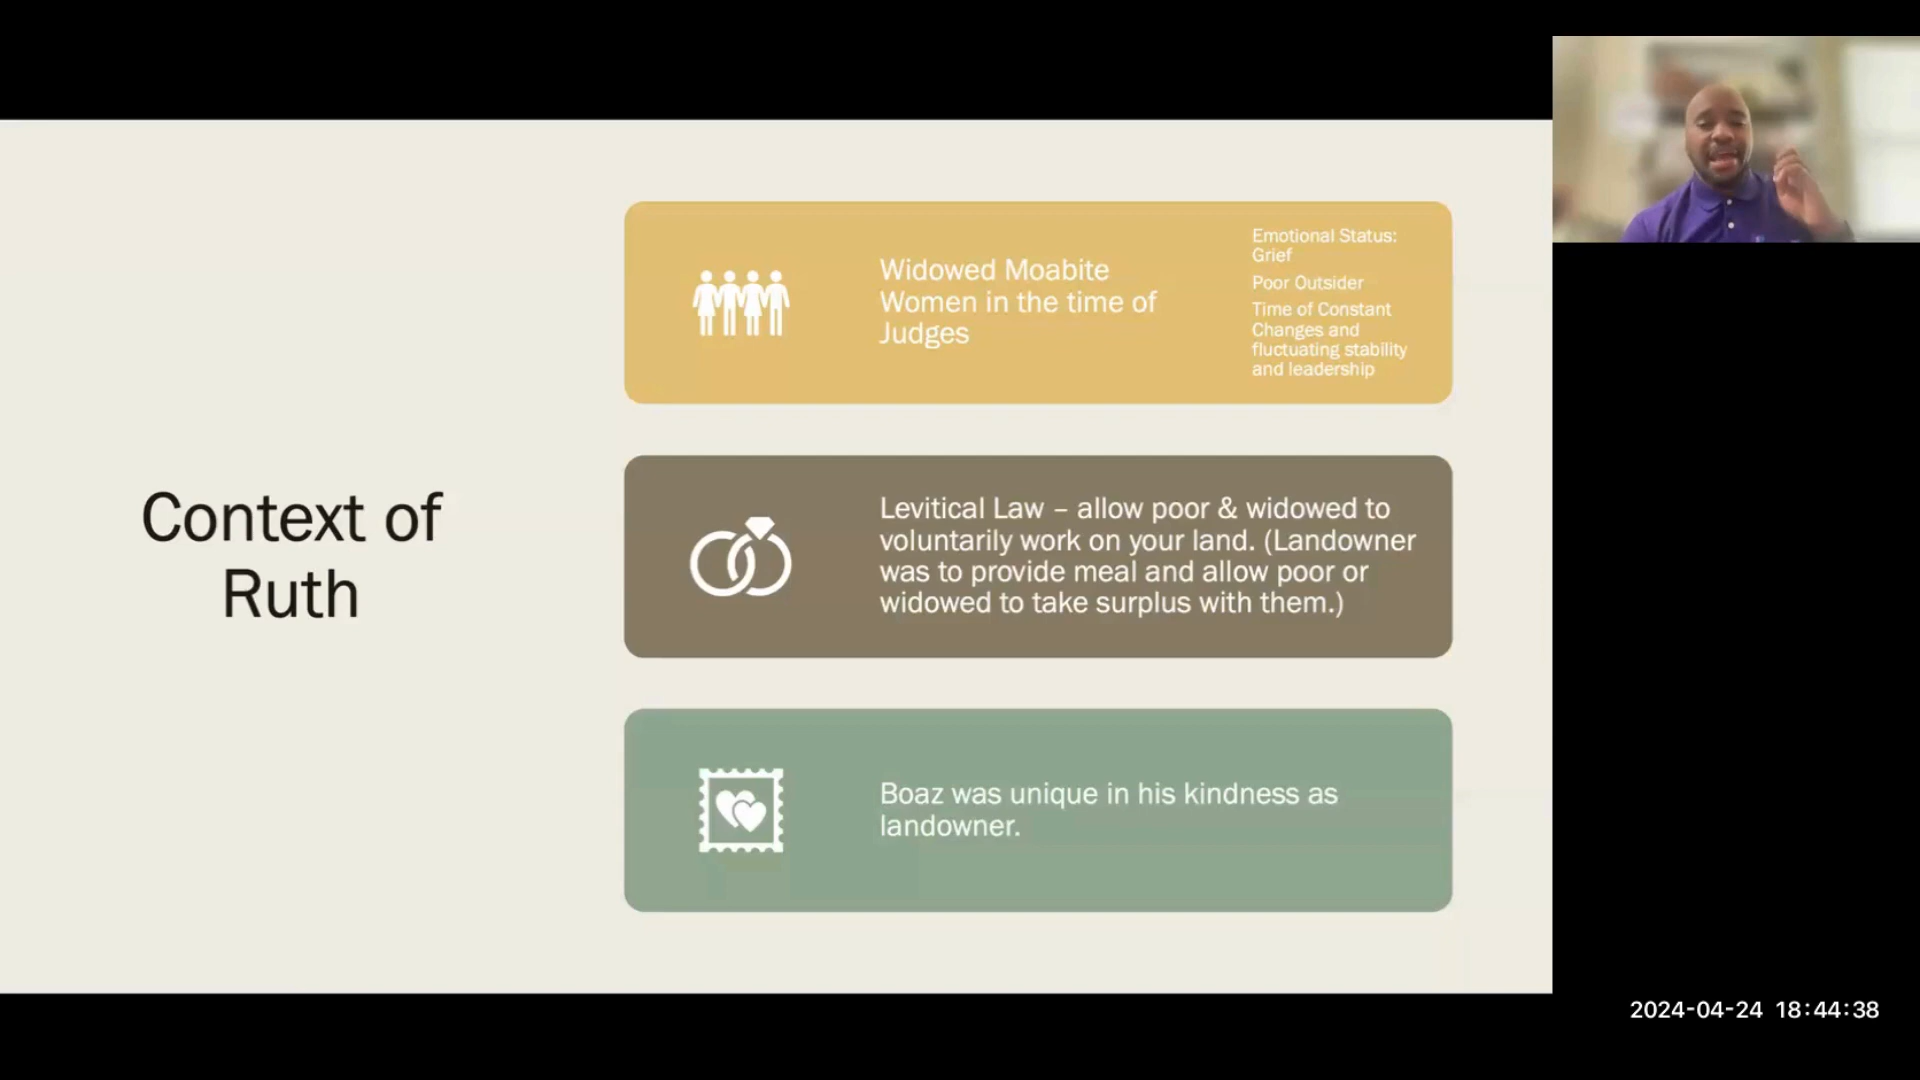 Context of
Ruth
Widowed Moabite
Women in the time of
Judges
Emotional Status:
Grief
Poor Outsider
Time of Constant
Changes and
fluctuating stability
and leadership
Levitical Law – allow poor & widowed to
voluntarily work on your land. (Landowner
was to provide meal and allow poor or
widowed to take surplus with them.)
Boaz was unique in his kindness as
landowner.
2024-04-24 18:44:38